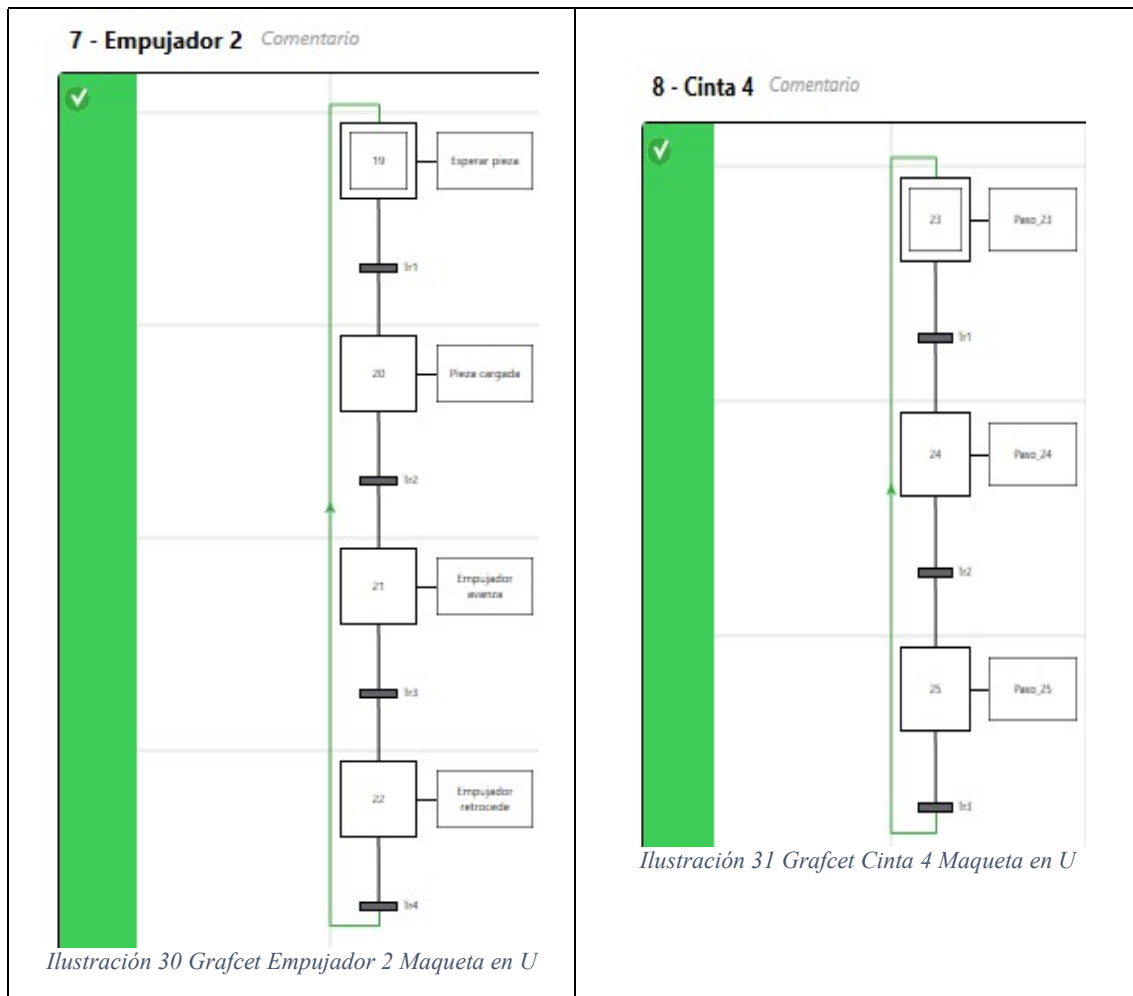 7 - Empujador 2 Comentario
19
Esperar pieza
Tr1
20
Pieza cargada
Tr2
21
Empujador
avanza
Tr3
22
Empujador
retrocede
Tr4
Ilustración 30 Grafcet Empujador 2 Maqueta en U
8 - Cinta 4 Comentario
23
Paso_23
Tr1
24
Paso_24
Tr2
25
Paso_25
Tr3
Ilustración 31 Grafcet Cinta 4 Maqueta en U